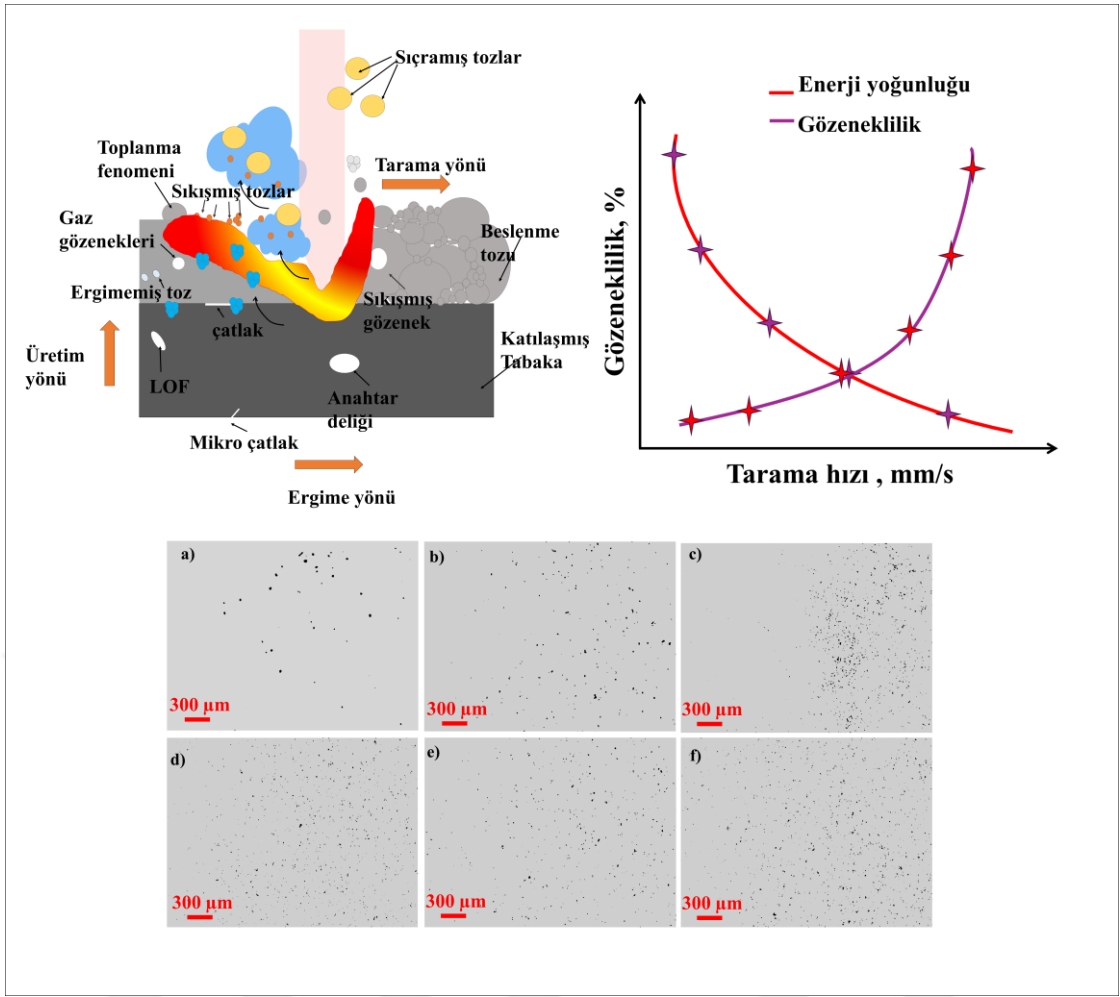 Sıçramış tozlar
Toplanma
fenomeni
Sıkışmış tozlar
Tarama yönü
Gaz
gözenekleri
Beslenme
tozu
Ergimemiş toz
çatlak
Sıkışmış
gözenek
Üretim
yönü
LOF
Anahtar
deliği
Katılaşmış
Tabaka
Mikro çatlak
Ergime yönü
Enerji yoğunluğu
Gözeneklilik
Gözeneklilik, %
Tarama hızı , mm/s
a)
300 µm
b)
300 µm
c)
300 µm
d)
300 µm
e)
300 µm
f)
300 µm